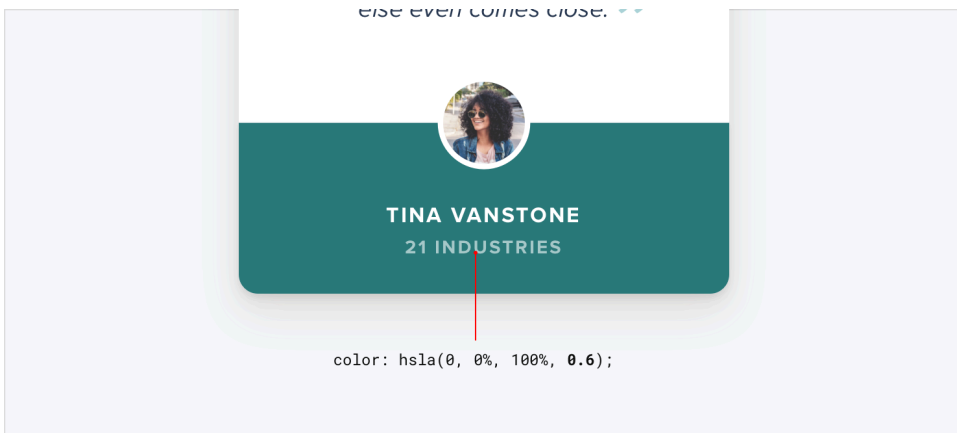 else even comes close. ”
TINA VANSTONE
21 INDUSTRIES
color: hsla(0, 0%, 100%, 0.6);